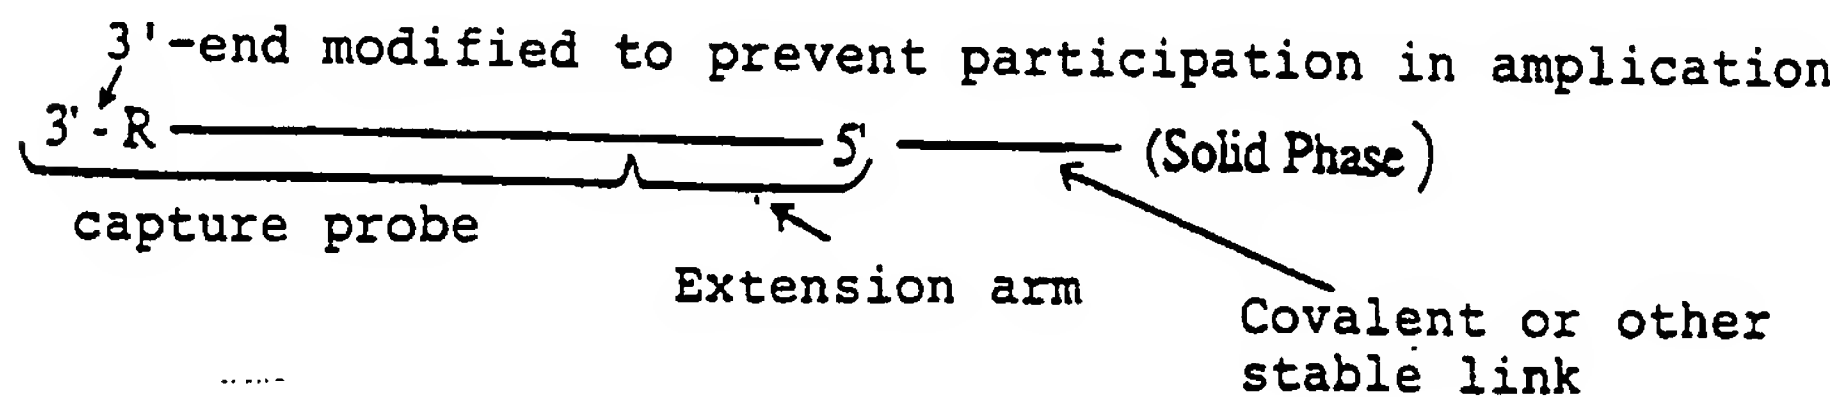 3'-end modified to prevent participation in amplication
3' - R 5' (Solid Phase)
capture probe
Extension arm
Covalent or other
stable link